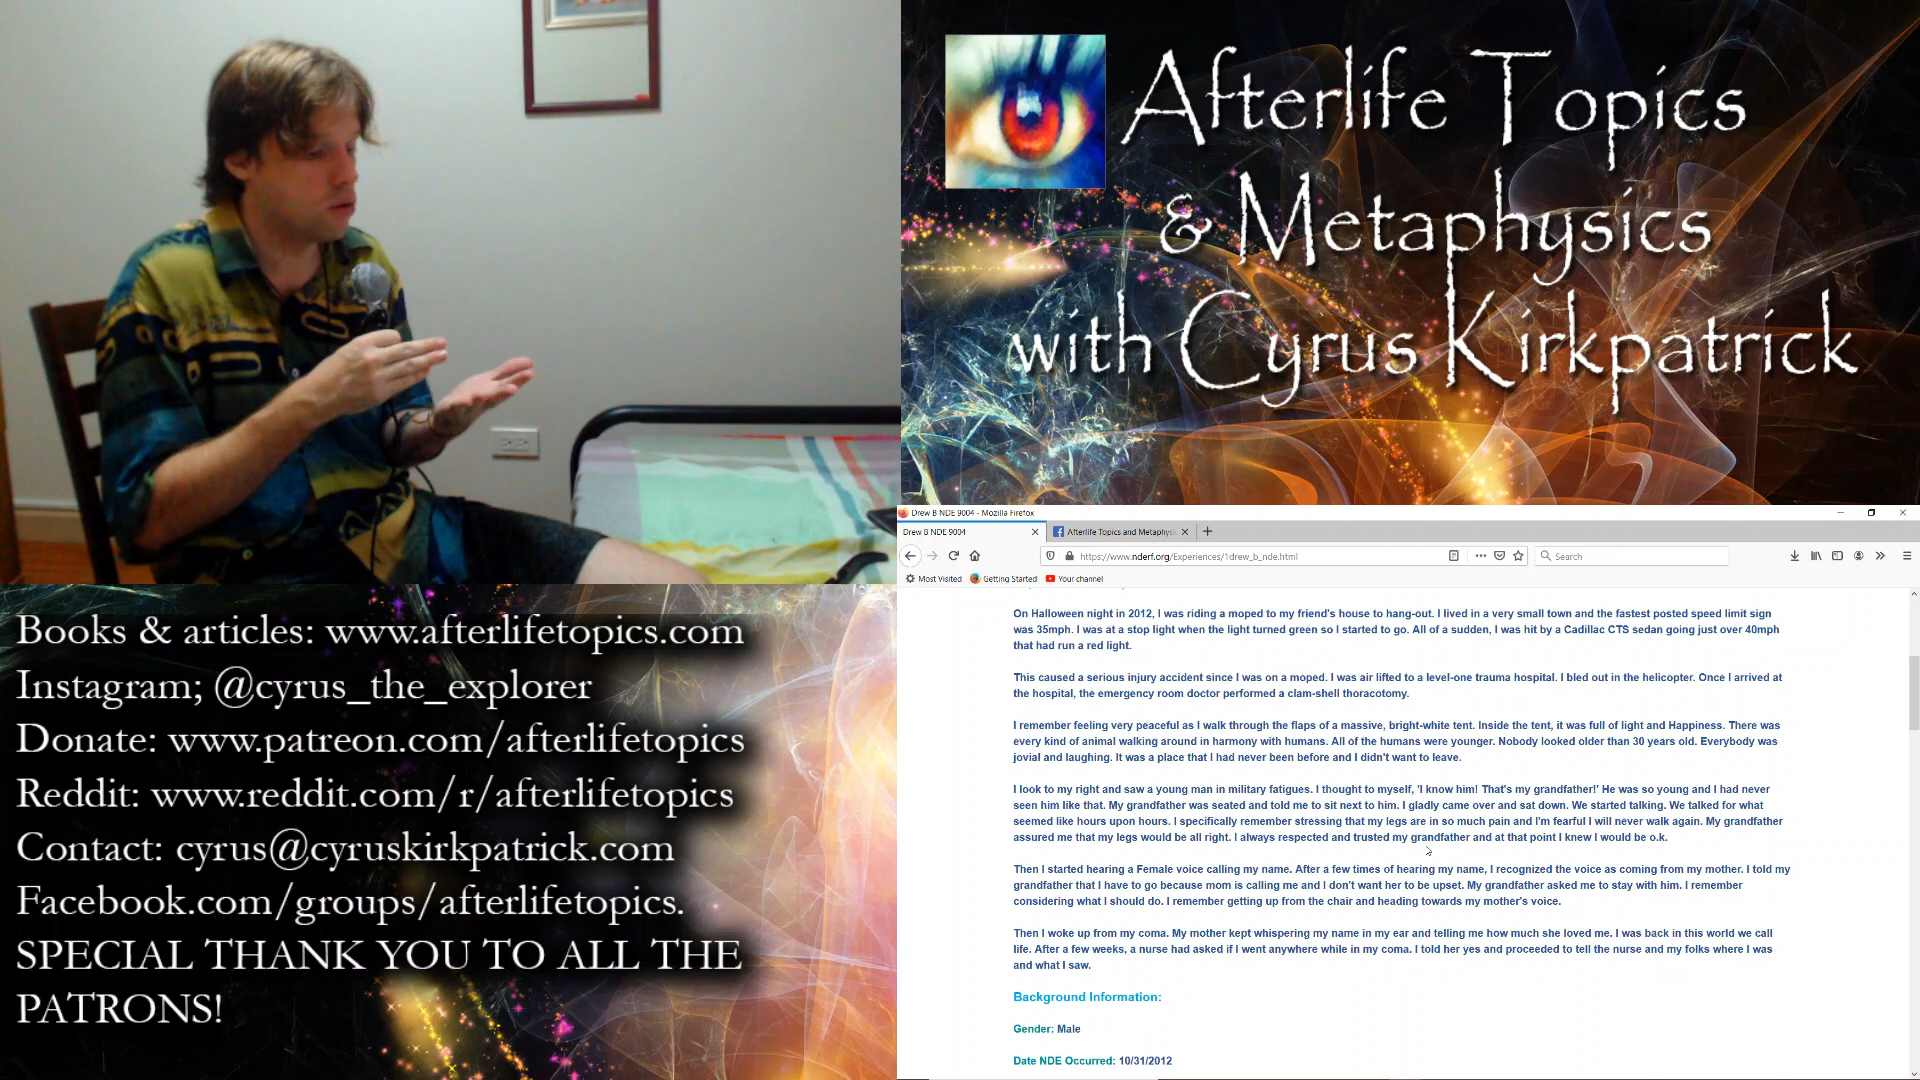 Afterlife Topics
& Metaphysics
with Cyrus Kirkpatrick
Books & articles: www.afterlifetopics.com
Instagram; @cyrus_the_explorer
Donate: www.patreon.com/afterlifetopics
Reddit: www.reddit.com/r/afterlifetopics
Contact: cyrus@cyruskirkpatrick.com
Facebook.com/groups/afterlifetopics.
SPECIAL THANK YOU TO ALL THE
PATRONS!
Drew B NDE 9004 - Mozilla Firefox
Drew B NDE 9004
Afterlife Topics and Metaphys
https://www.nderf.org/Experiences/1drew_b_nde.html
Search
Most Visited
Getting Started
Your channel
On Halloween night in 2012, I was riding a moped to my friend's house to hang-out. I lived in a very small town and the fastest posted speed limit sign
was 35mph. I was at a stop light when the light turned green so I started to go. All of a sudden, I was hit by a Cadillac CTS sedan going just over 40mph
that had run a red light.
This caused a serious injury accident since I was on a moped. I was air lifted to a level-one trauma hospital. I bled out in the helicopter. Once I arrived at
the hospital, the emergency room doctor performed a clam-shell thoracotomy.
I remember feeling very peaceful as I walk through the flaps of a massive, bright-white tent. Inside the tent, it was full of light and Happiness. There was
every kind of animal walking around in harmony with humans. All of the humans were younger. Nobody looked older than 30 years old. Everybody was
jovial and laughing. It was a place that I had never been before and I didn't want to leave.
I look to my right and saw a young man in military fatigues. I thought to myself, 'I know him! That's my grandfather!' He was so young and I had never
seen him like that. My grandfather was seated and told me to sit next to him. I gladly came over and sat down. We started talking. We talked for what
seemed like hours upon hours. I specifically remember stressing that my legs are in so much pain and I'm fearful I will never walk again. My grandfather
assured me that my legs would be all right. I always respected and trusted my grandfather and at that point I knew I would be o.k.
Then I started hearing a Female voice calling my name. After a few times of hearing my name, I recognized the voice as coming from my mother. I told my
grandfather that I have to go because mom is calling me and I don't want her to be upset. My grandfather asked me to stay with him. I remember
considering what I should do. I remember getting up from the chair and heading towards my mother's voice.
Then I woke up from my coma. My mother kept whispering my name in my ear and telling me how much she loved me. I was back in this world we call
life. After a few weeks, a nurse had asked if I went anywhere while in my coma. I told her yes and proceeded to tell the nurse and my folks where I was
and what I saw.
Background Information:
Gender: Male
Date NDE Occurred: 10/31/2012